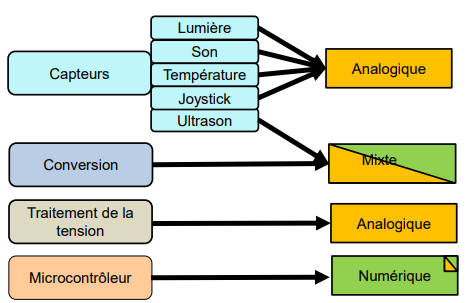 Lumière
Son
Capteurs
Température
Analogique
Joystick
Ultrason
Conversion
Mixte
Traitement de la
tension
Analogique
Microcontrôleur
Numérique